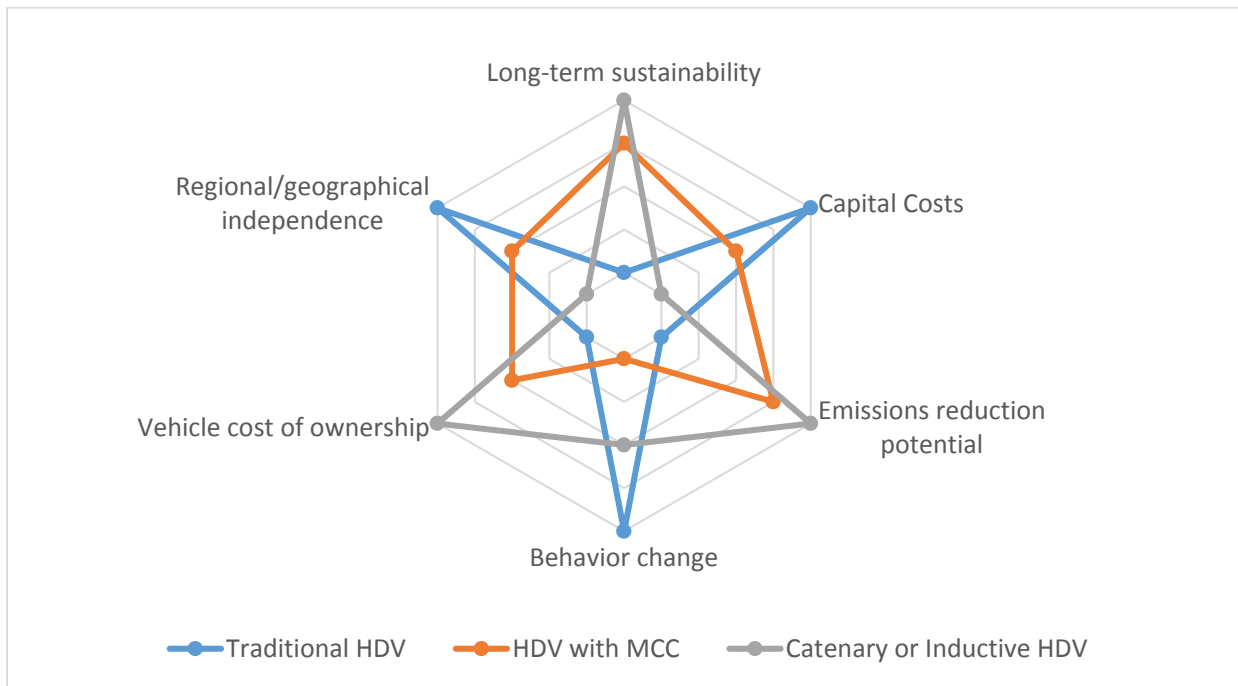 Long-term sustainability
Regional/geographical
independence
Capital Costs
Vehicle cost of ownership
Emissions reduction
potential
Behavior change
Traditional HDV
HDV with MCC
Catenary or Inductive HDV